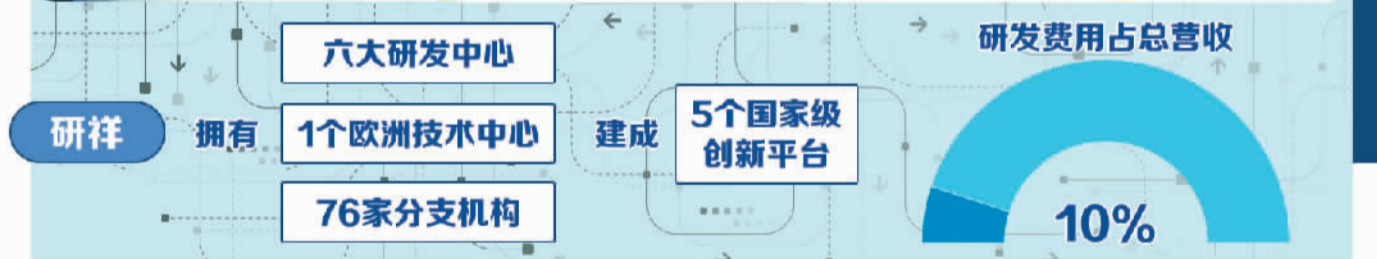 研祥
拥有
六大研发中心
1个欧洲技术中心
76家分支机构
建成
5个国家级
创新平台
研发费用占总营收
10%